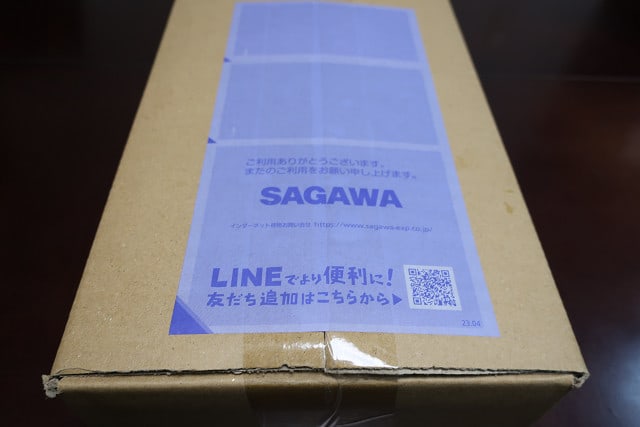 ご利用ありがとうございます。
またのご利用をお願い申し上げます。
SAGAWA
インターネット荷物お問い合せ https://www.sagawa-exp.co.jp/
LINEでより便利に!
友だち追加はこちらから▶
23.04